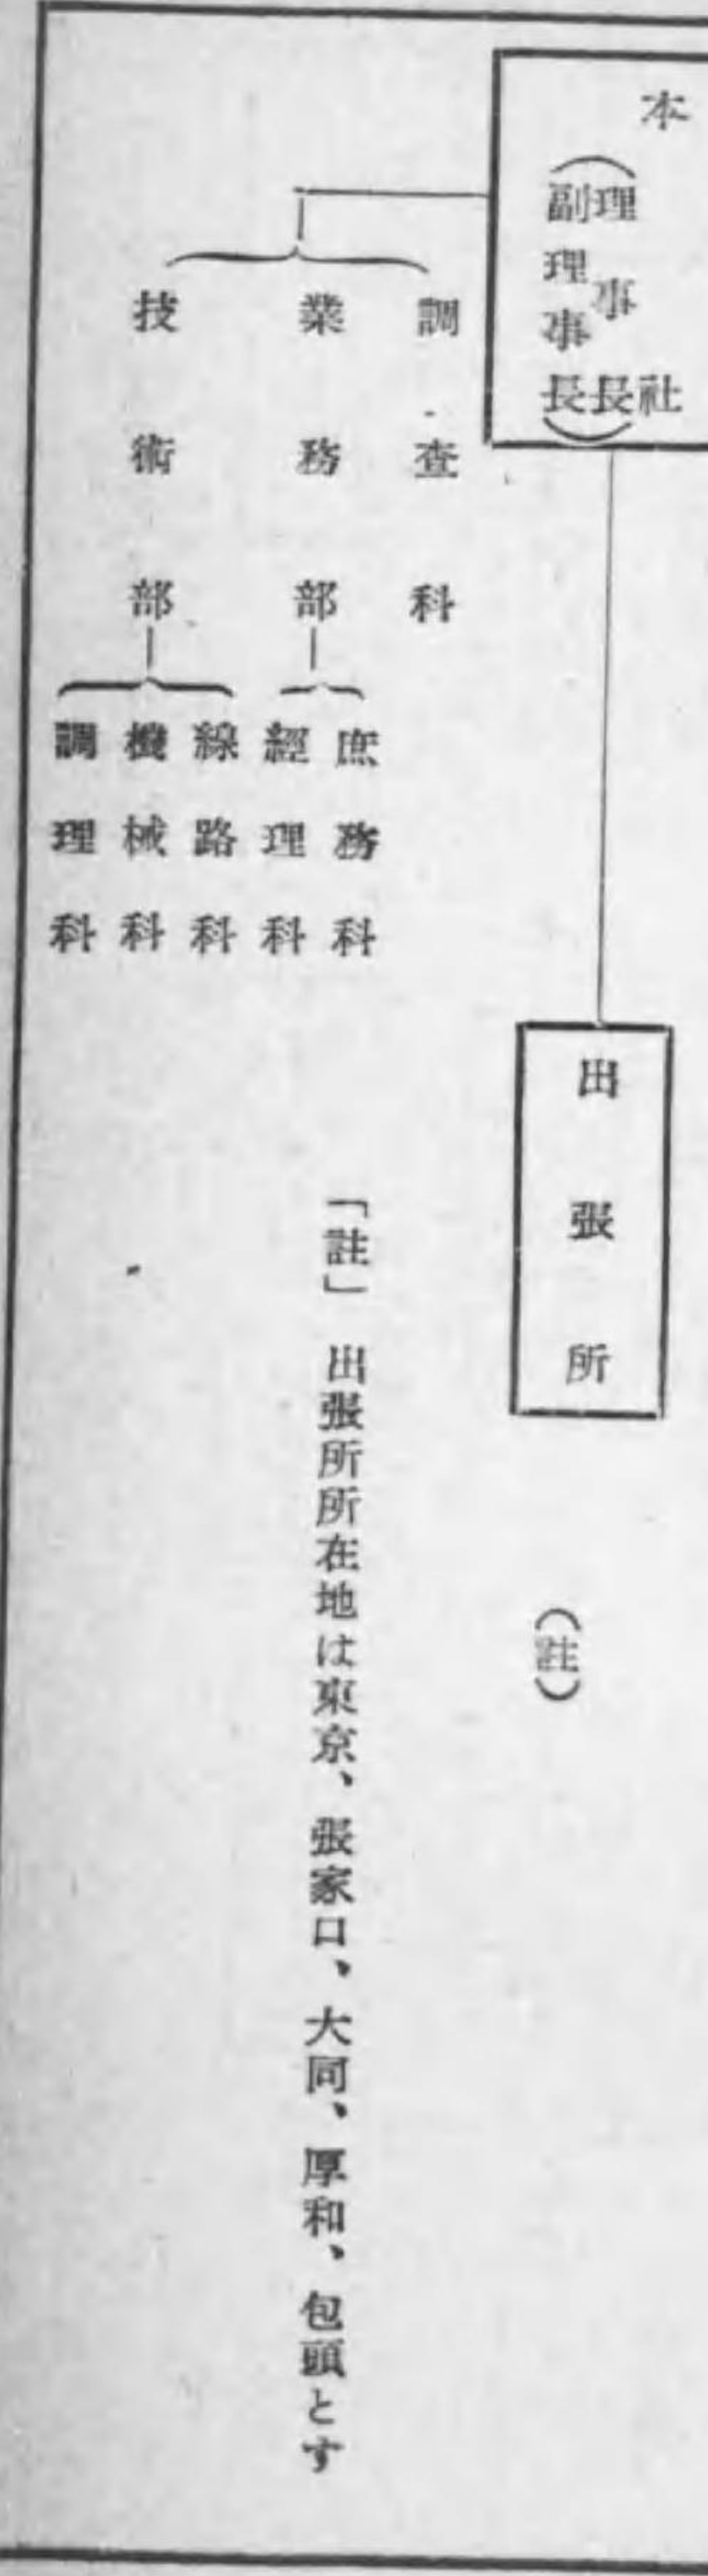 本社
（理事長
副理事長）
出張所
（註）
調査科
業務部
庶務科
經理科
技術部
線路科
機械科
調理科
「註」 出張所所在地は東京、張家口、大同、厚和、包頭とす